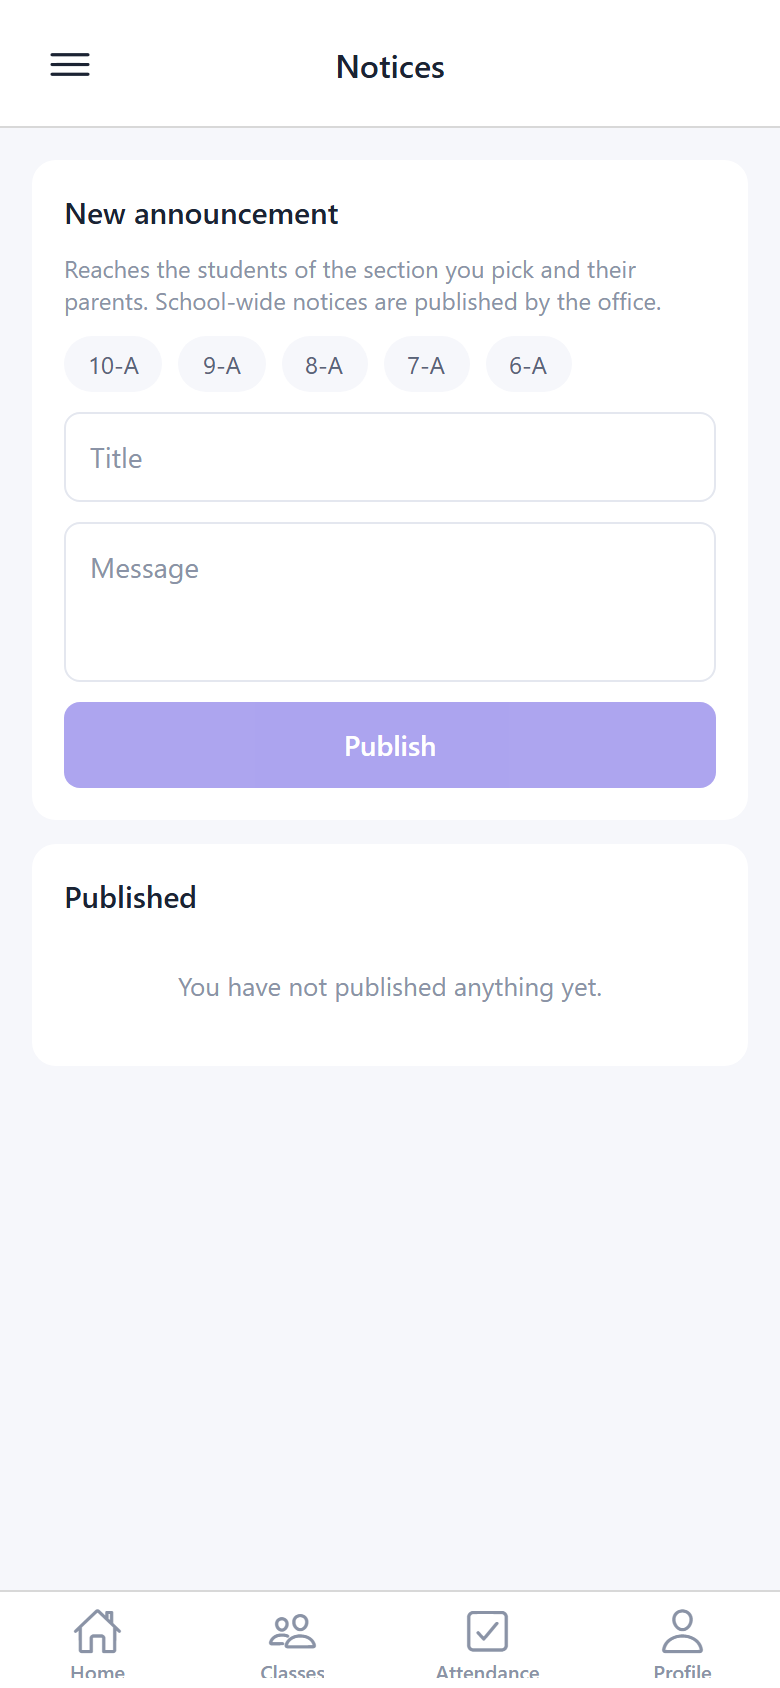 Notices
New announcement
Reaches the students of the section you pick and their
parents. School-wide notices are published by the office.
10-A 9-A 8-A 7-A 6-A
Title
Message
Publish
Published
You have not published anything yet.
Home Classes Attendance Profile